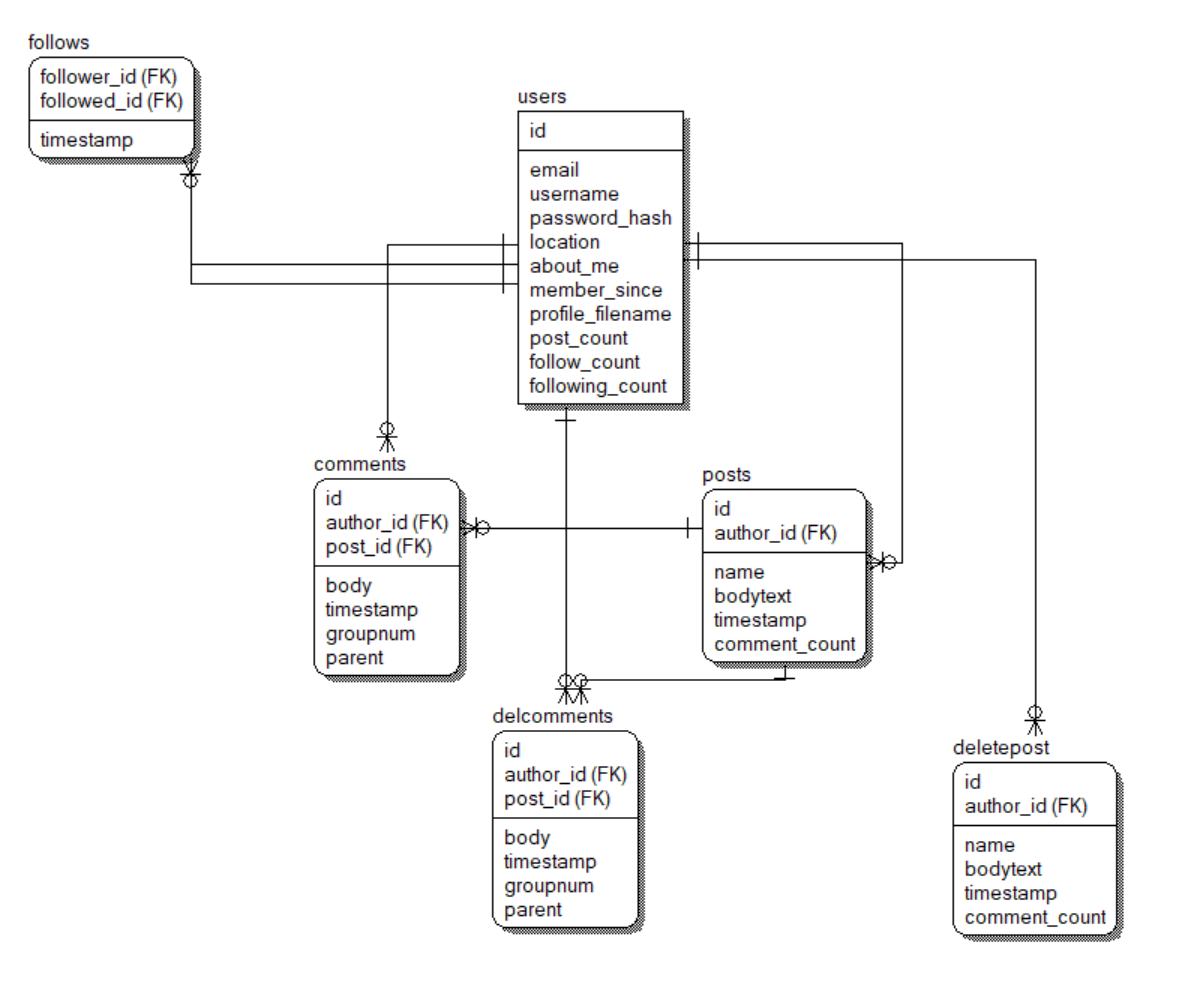 follows
follower_id (FK)
followed_id (FK)
timestamp
users
id
email
username
password_hash
location
about_me
member_since
profile_filename
post_count
follow_count
following_count
comments
id
author_id (FK)
post_id (FK)
body
timestamp
groupnum
parent
posts
id
author_id (FK)
name
bodytext
timestamp
comment_count
delcomments
id
author_id (FK)
post_id (FK)
body
timestamp
groupnum
parent
deletepost
id
author_id (FK)
name
bodytext
timestamp
comment_count